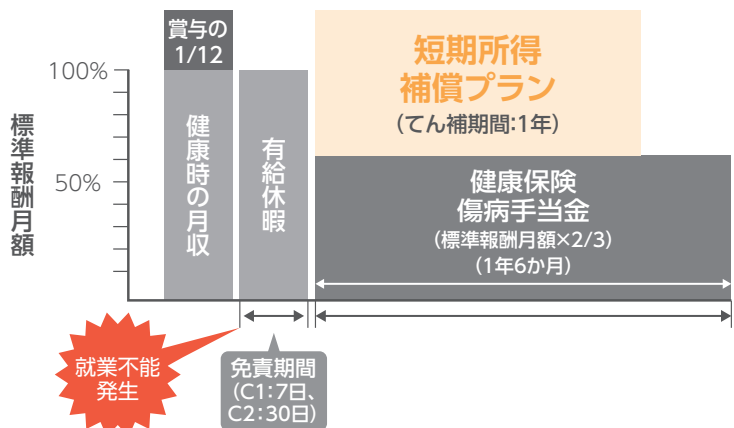 賞与の
1/12
100%
50%
標準報酬月額
健康時の月収
有給休暇
短期所得
補償プラン
(てん補期間:1年)
健康保険
傷病手当金
(標準報酬月額×2/3)
(1年6か月)
就業不能
発生
免責期間
(C1:7日、
C2:30日)